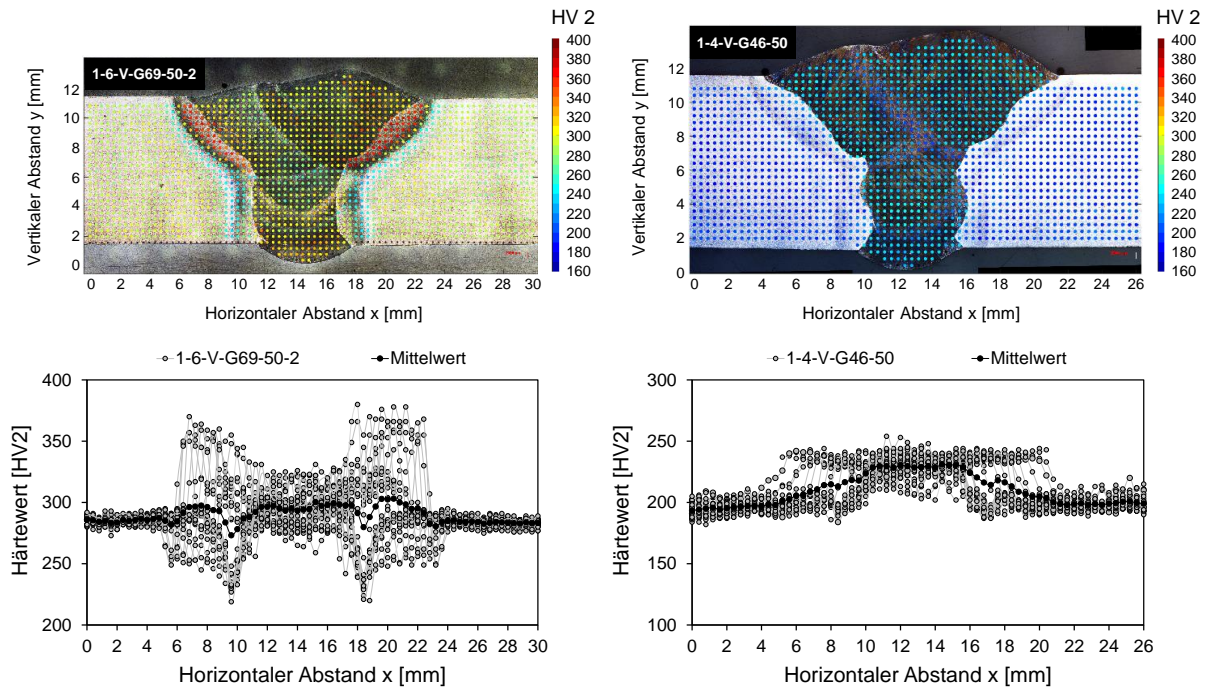 HV 2
1-6-V-G69-50-2
400
380
360
340
320
300
280
260
240
220
200
180
160
Vertikaler Abstand y [mm]
12
10
8
6
4
2
0
0 2 4 6 8 10 12 14 16 18 20 22 24 26 28 30
Horizontaler Abstand x [mm]
HV 2
1-4-V-G46-50
400
380
360
340
320
300
280
260
240
220
200
180
160
Vertikaler Abstand y [mm]
12
10
8
6
4
2
0
0 2 4 6 8 10 12 14 16 18 20 22 24 26
Horizontaler Abstand x [mm]
1-6-V-G69-50-2 Mittelwert
Härtewert [HV2]
400
350
300
250
200
0 2 4 6 8 10 12 14 16 18 20 22 24 26 28 30
Horizontaler Abstand x [mm]
1-4-V-G46-50 Mittelwert
Härtewert [HV2]
300
250
200
150
100
0 2 4 6 8 10 12 14 16 18 20 22 24 26
Horizontaler Abstand x [mm]